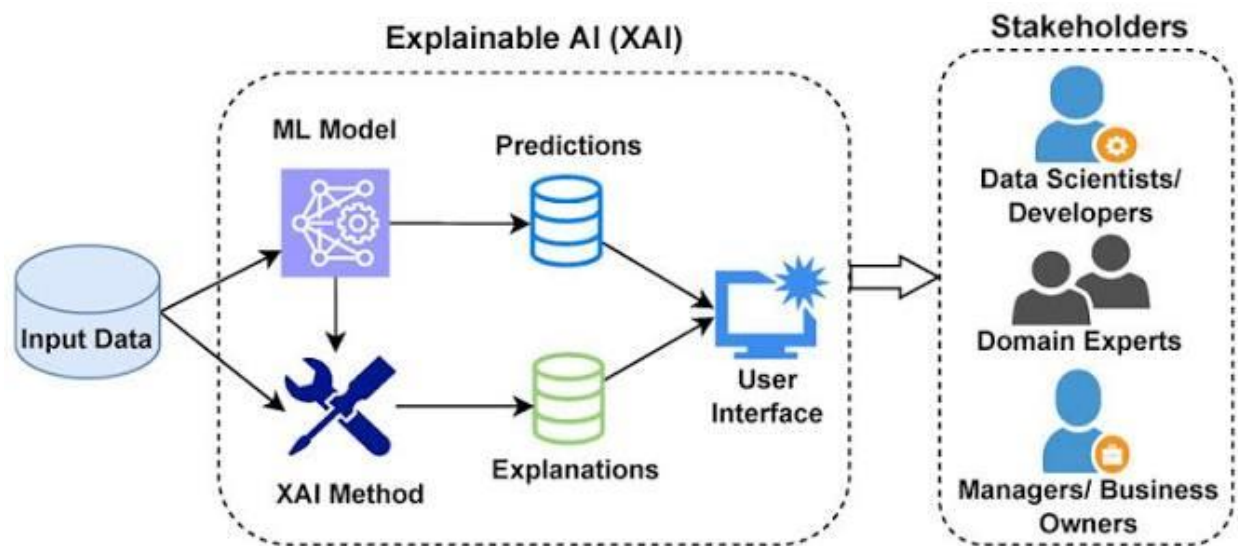 Explainable AI (XAI)
Stakeholders
ML Model
Predictions
Input Data
XAI Method
Explanations
User
Interface
Data Scientists/
Developers
Domain Experts
Managers/ Business
Owners